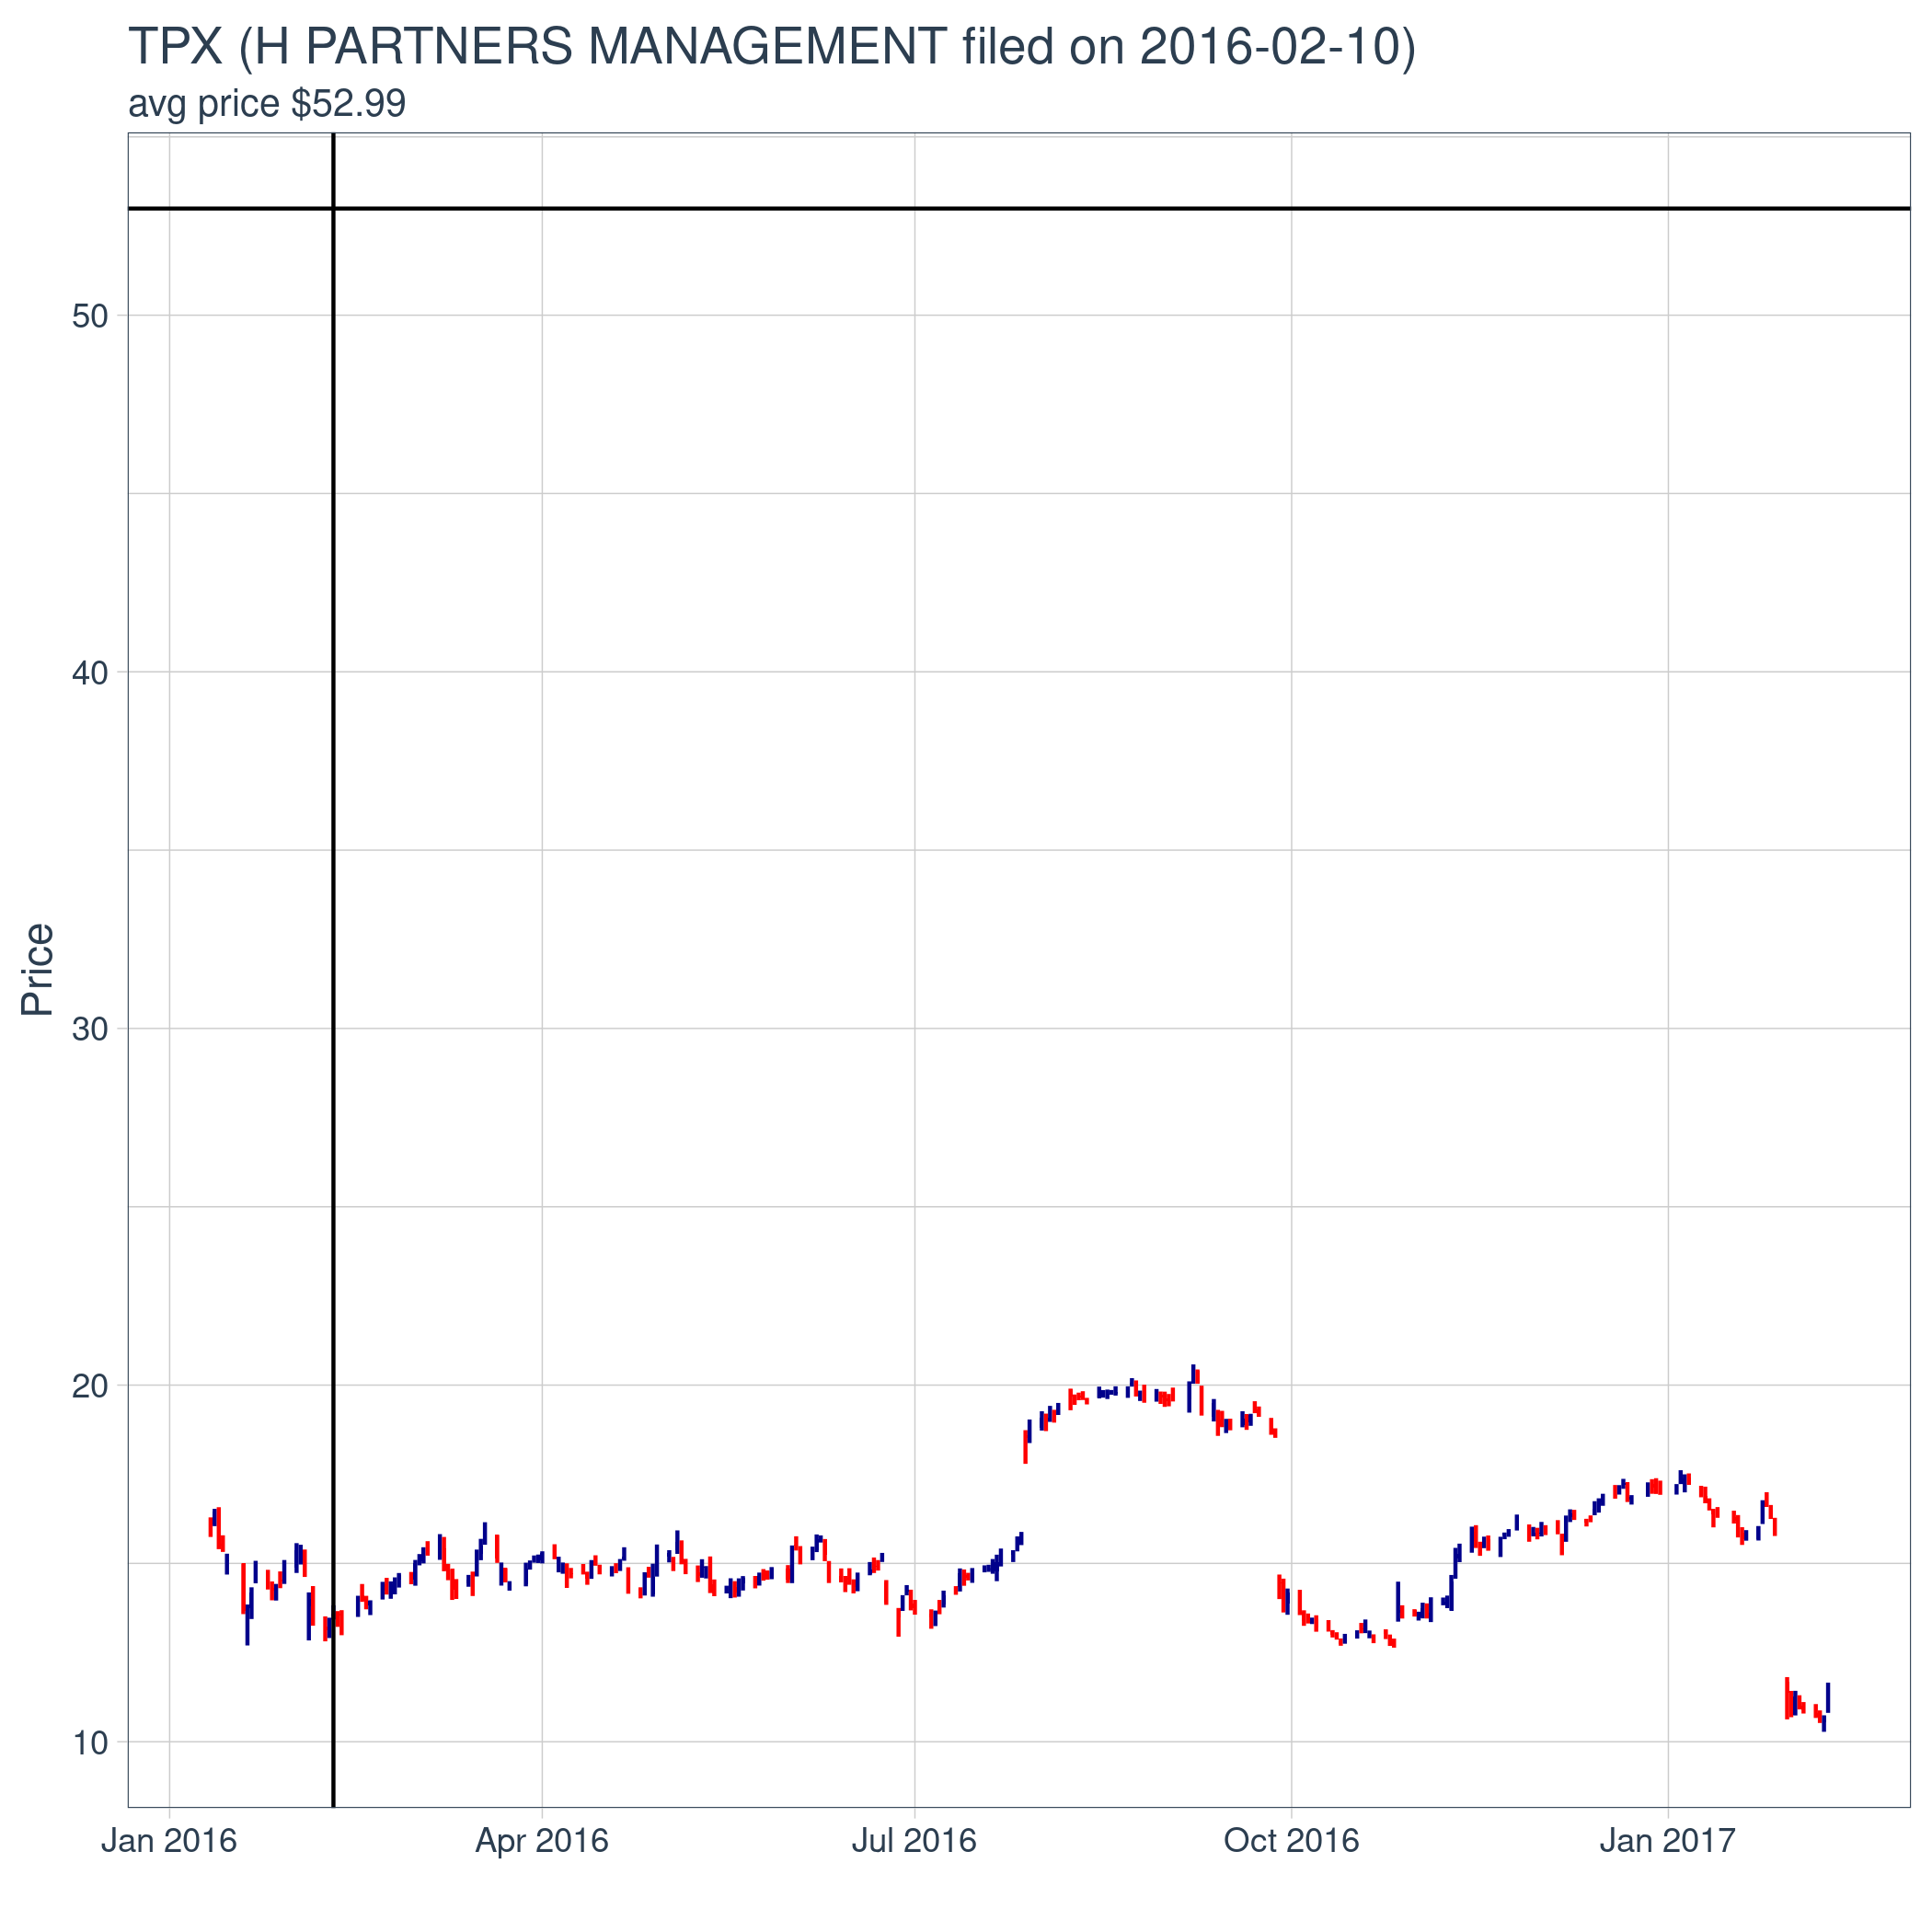 TPX (H PARTNERS MANAGEMENT filed on 2016-02-10)
avg price $52.99
Price
50
40
30
20
10
Jan 2016
Apr 2016
Jul 2016
Oct 2016
Jan 2017